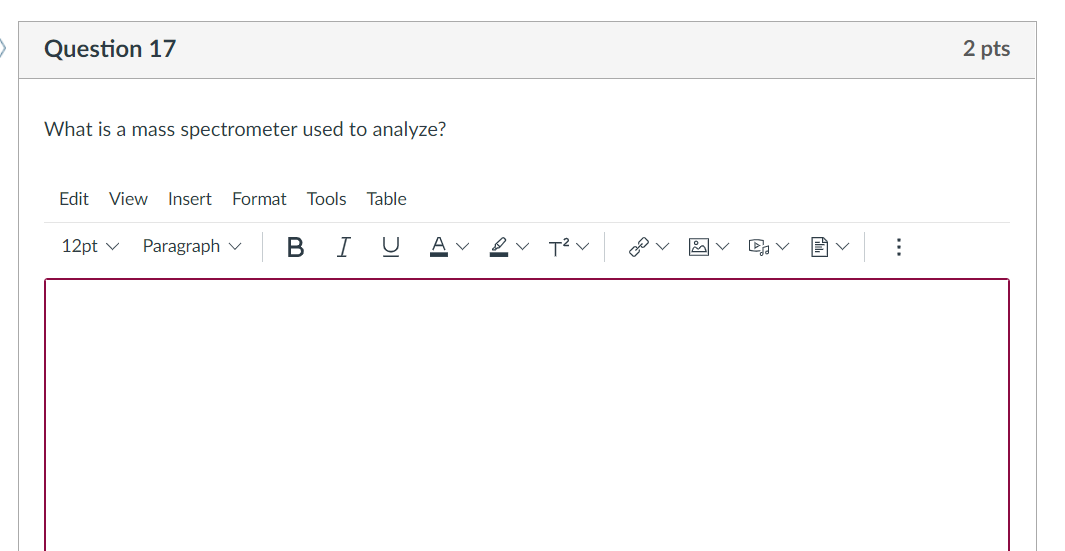 Question 17 2 pts
What is a mass spectrometer used to analyze?
Edit View Insert Format Tools Table
12pt Paragraph B I U A T²